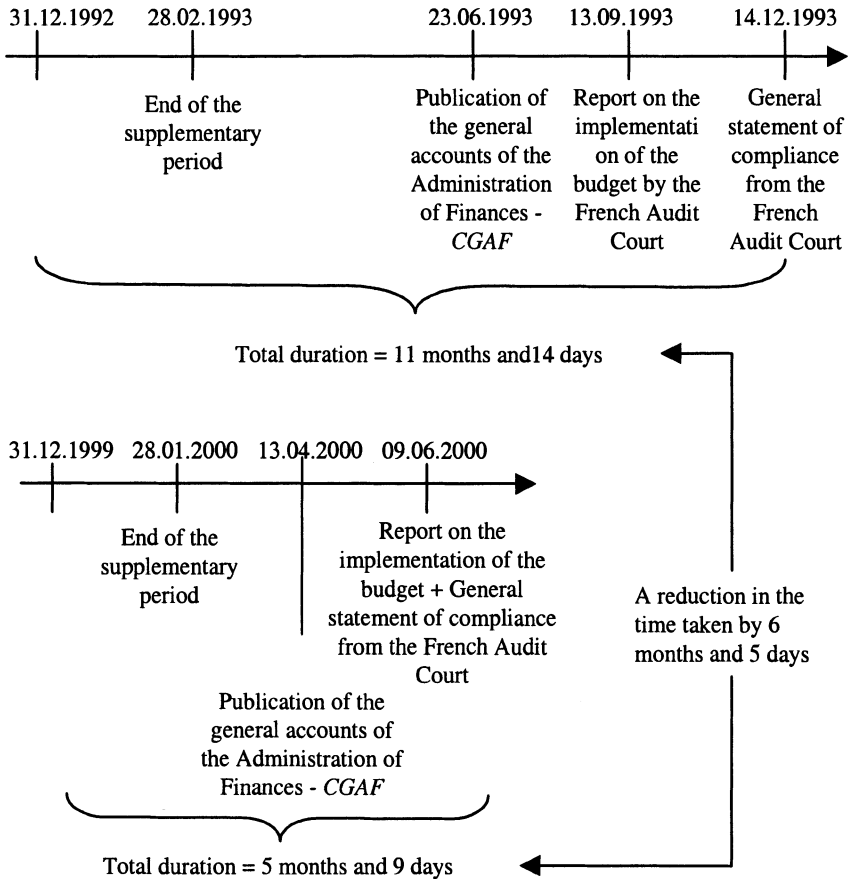 31.12.1992 28.02.1993 23.06.1993 13.09.1993 14.12.1993
End of the
supplementary
period
Publication of
the general
accounts of the
Administration
of Finances -
CGAF
Report on the
implementati
on of the
budget by the
French Audit
Court
General
statement of
compliance
from the
French
Audit Court
Total duration = 11 months and14 days
31.12.1999 28.01.2000 13.04.2000 09.06.2000
End of the
supplementary
period
Report on the
implementation of the
budget + General
statement of compliance
from the French Audit
Court
A reduction in the
time taken by 6
months and 5 days
Publication of the
general accounts of
the Administration of
Finances - CGAF
Total duration = 5 months and 9 days